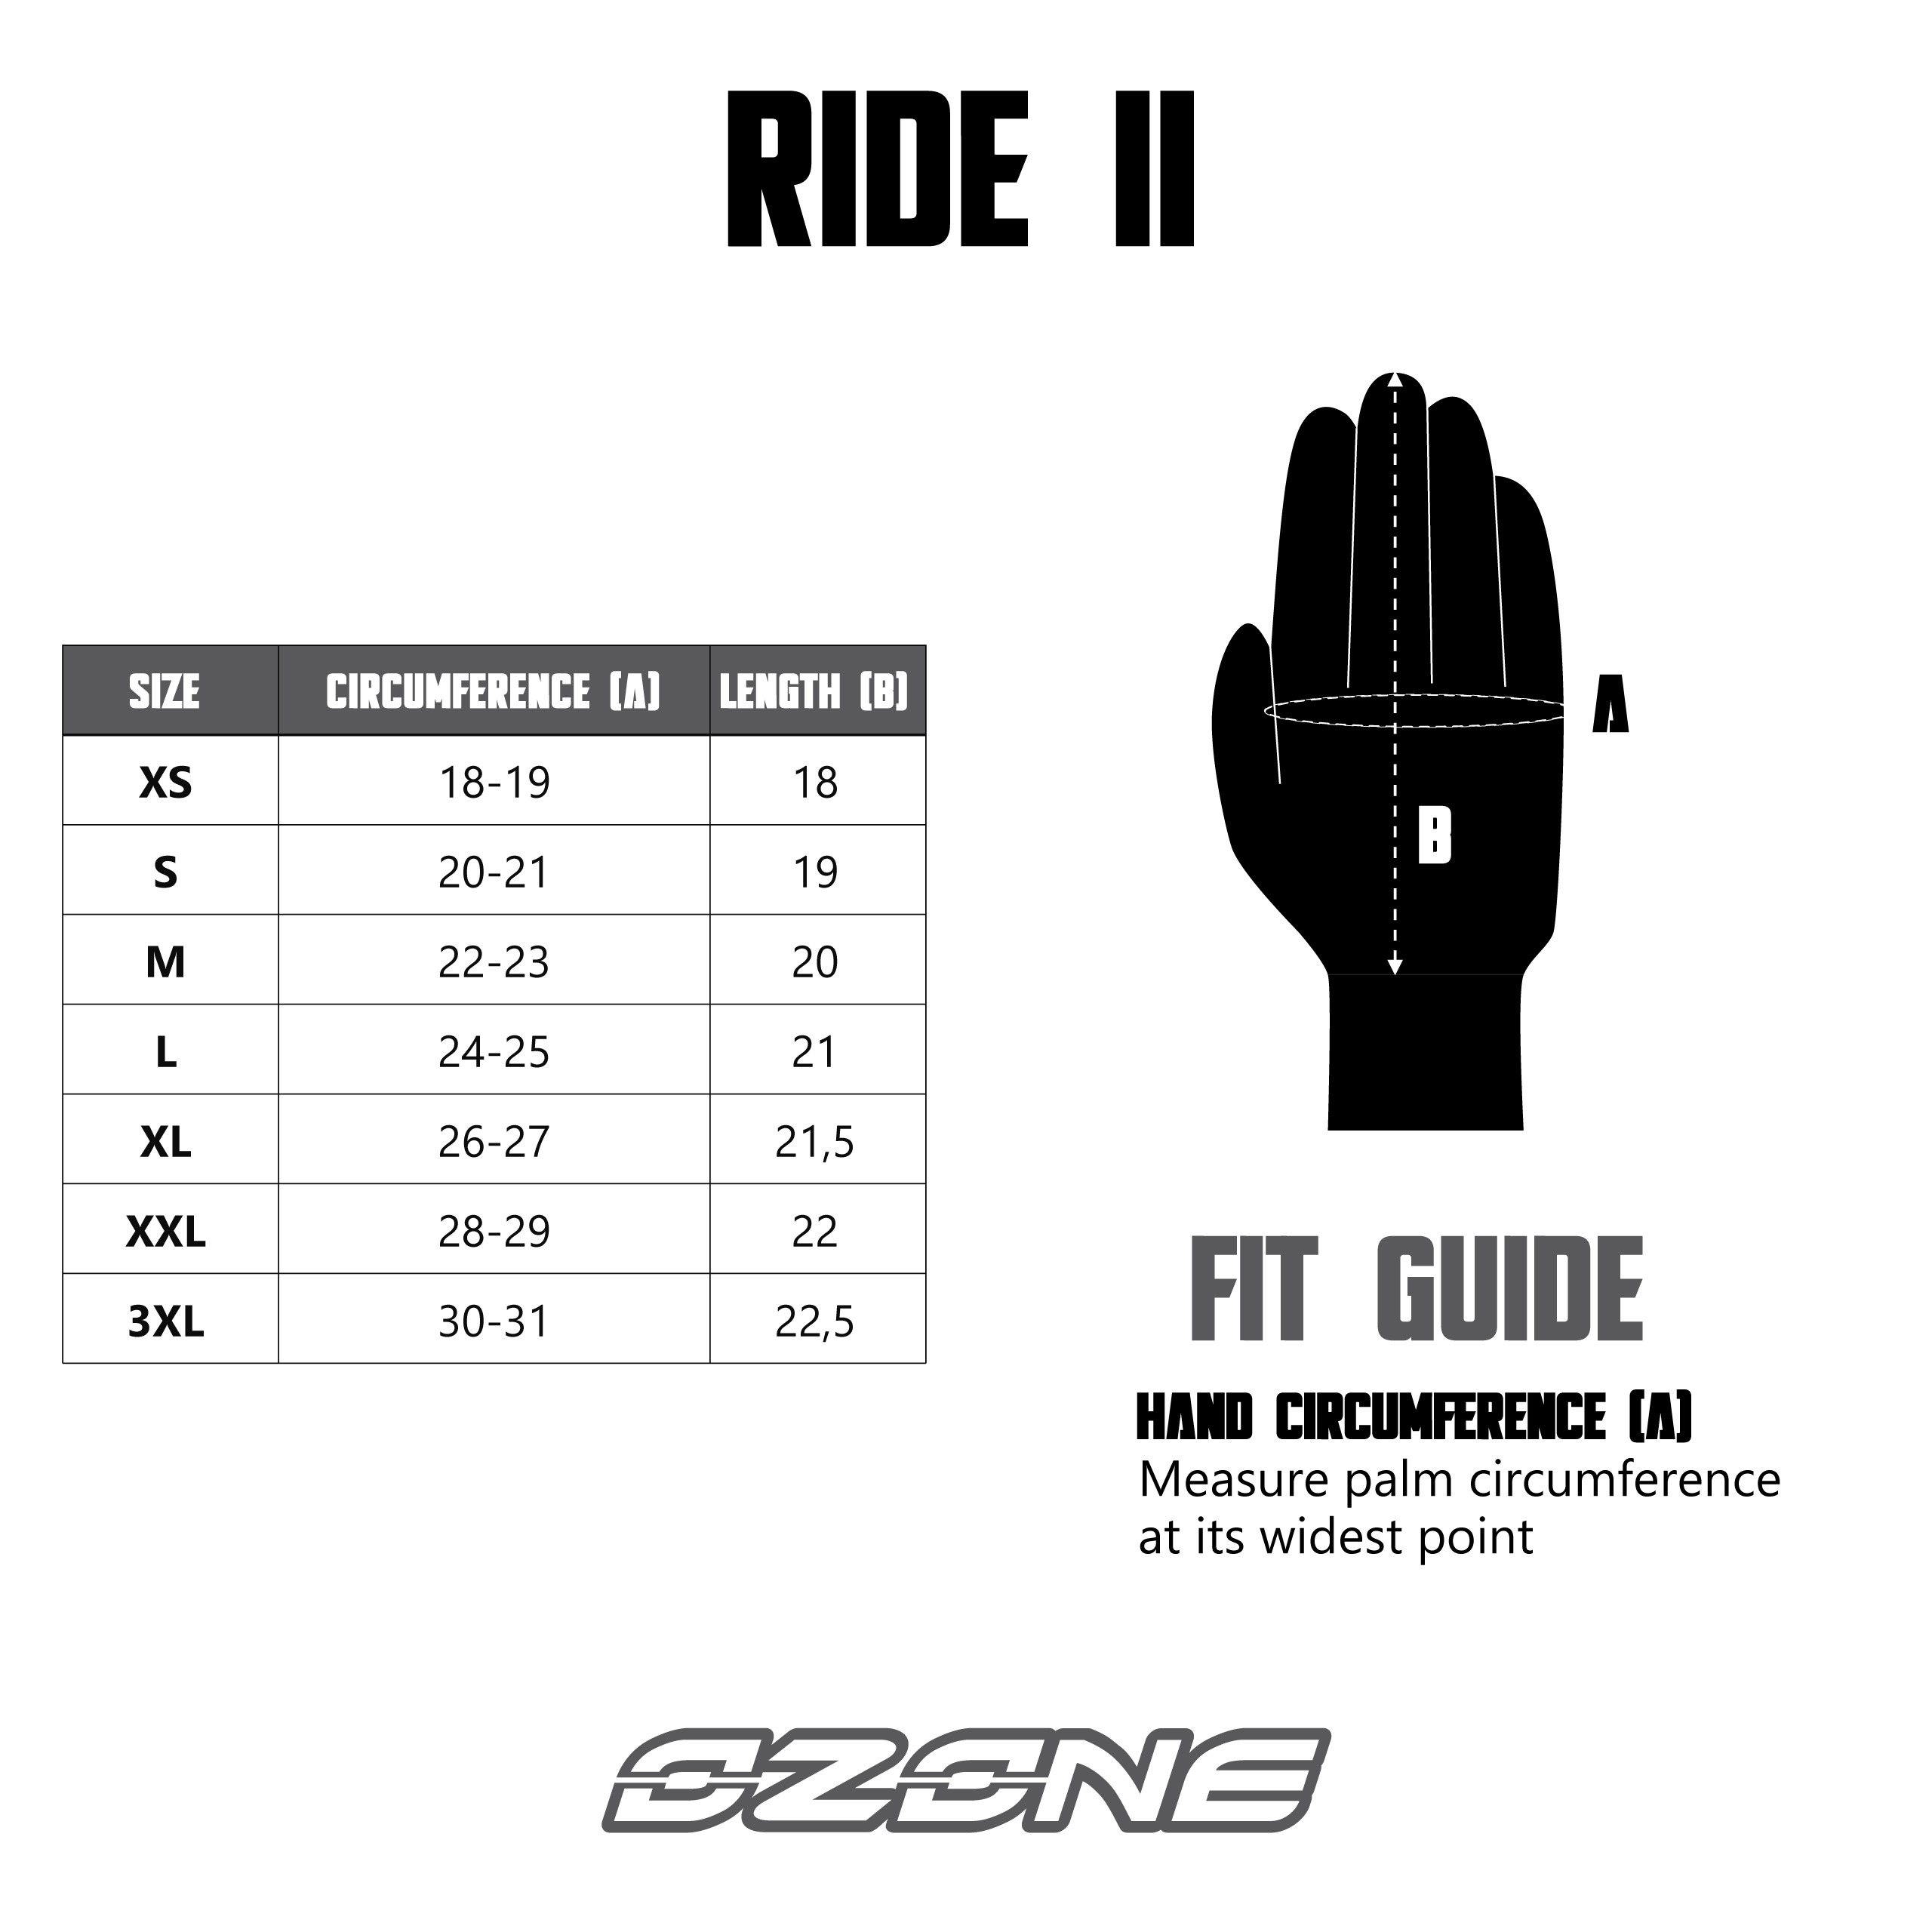 RIDE II
SIZE CIRCUMFERENCE (A) LENGTH (B)
XS 18-19 18
S 20-21 19
M 22-23 20
L 24-25 21
XL 26-27 21,5
XXL 28-29 22
3XL 30-31 22,5
A
B
FIT GUIDE
HAND CIRCUMFERENCE (A)
Measure palm circumference
at its widest point
OZONE